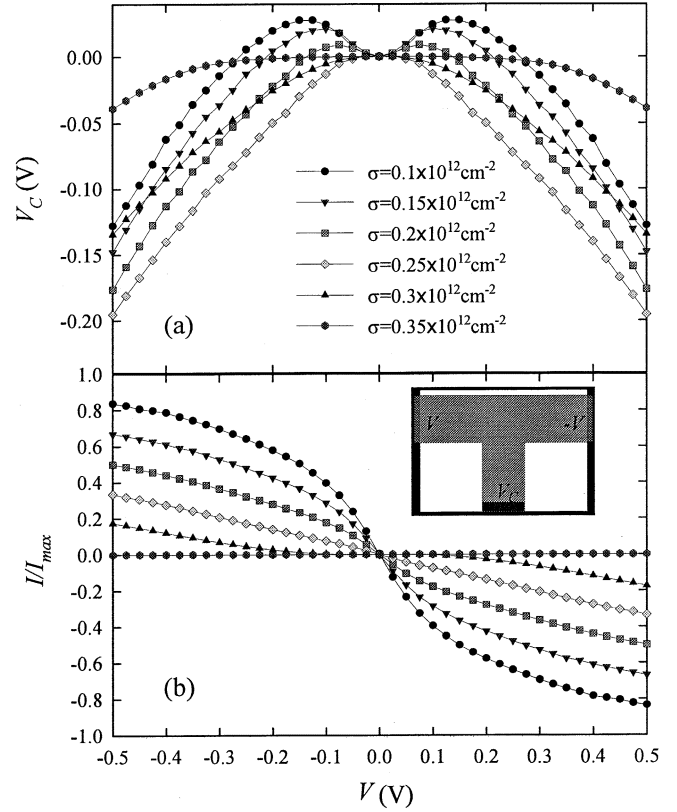 0.00
-0.05
-0.10
-0.15
-0.20
V_C (V)
σ=0.1x10^12cm^-2
σ=0.15x10^12cm^-2
σ=0.2x10^12cm^-2
σ=0.25x10^12cm^-2
σ=0.3x10^12cm^-2
σ=0.35x10^12cm^-2
(a)
1.0
0.8
0.6
0.4
0.2
0.0
-0.2
-0.4
-0.6
-0.8
-1.0
I/I_max
V
-V
V_C
(b)
-0.5 -0.4 -0.3 -0.2 -0.1 0.0 0.1 0.2 0.3 0.4 0.5
V (V)